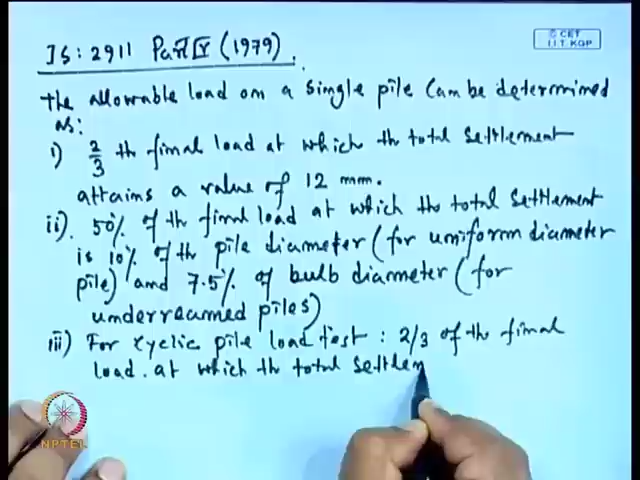 IS: 2911 Part IV (1979)
© CET
I.I.T. KGP
The allowable load on a single pile can be determined
as:
i) 2/3 th final load at which the total settlement
attains a value of 12 mm.
ii). 50% of the final load at which the total settlement
is 10% of the pile diameter (for uniform diameter
pile) and 7.5% of bulb diameter (for
underreamed piles)
iii) For cyclic pile load test: 2/3 of the final
load. at which the total settlem
NPTEL